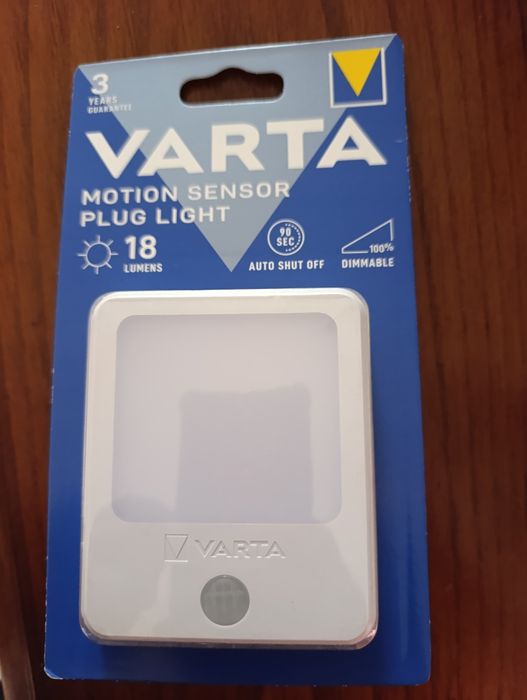 3
YEARS
GUARANTEE
VARTA
MOTION SENSOR
PLUG LIGHT
18
LUMENS
90
SEC
AUTO SHUT OFF
100%
DIMMABLE
VARTA